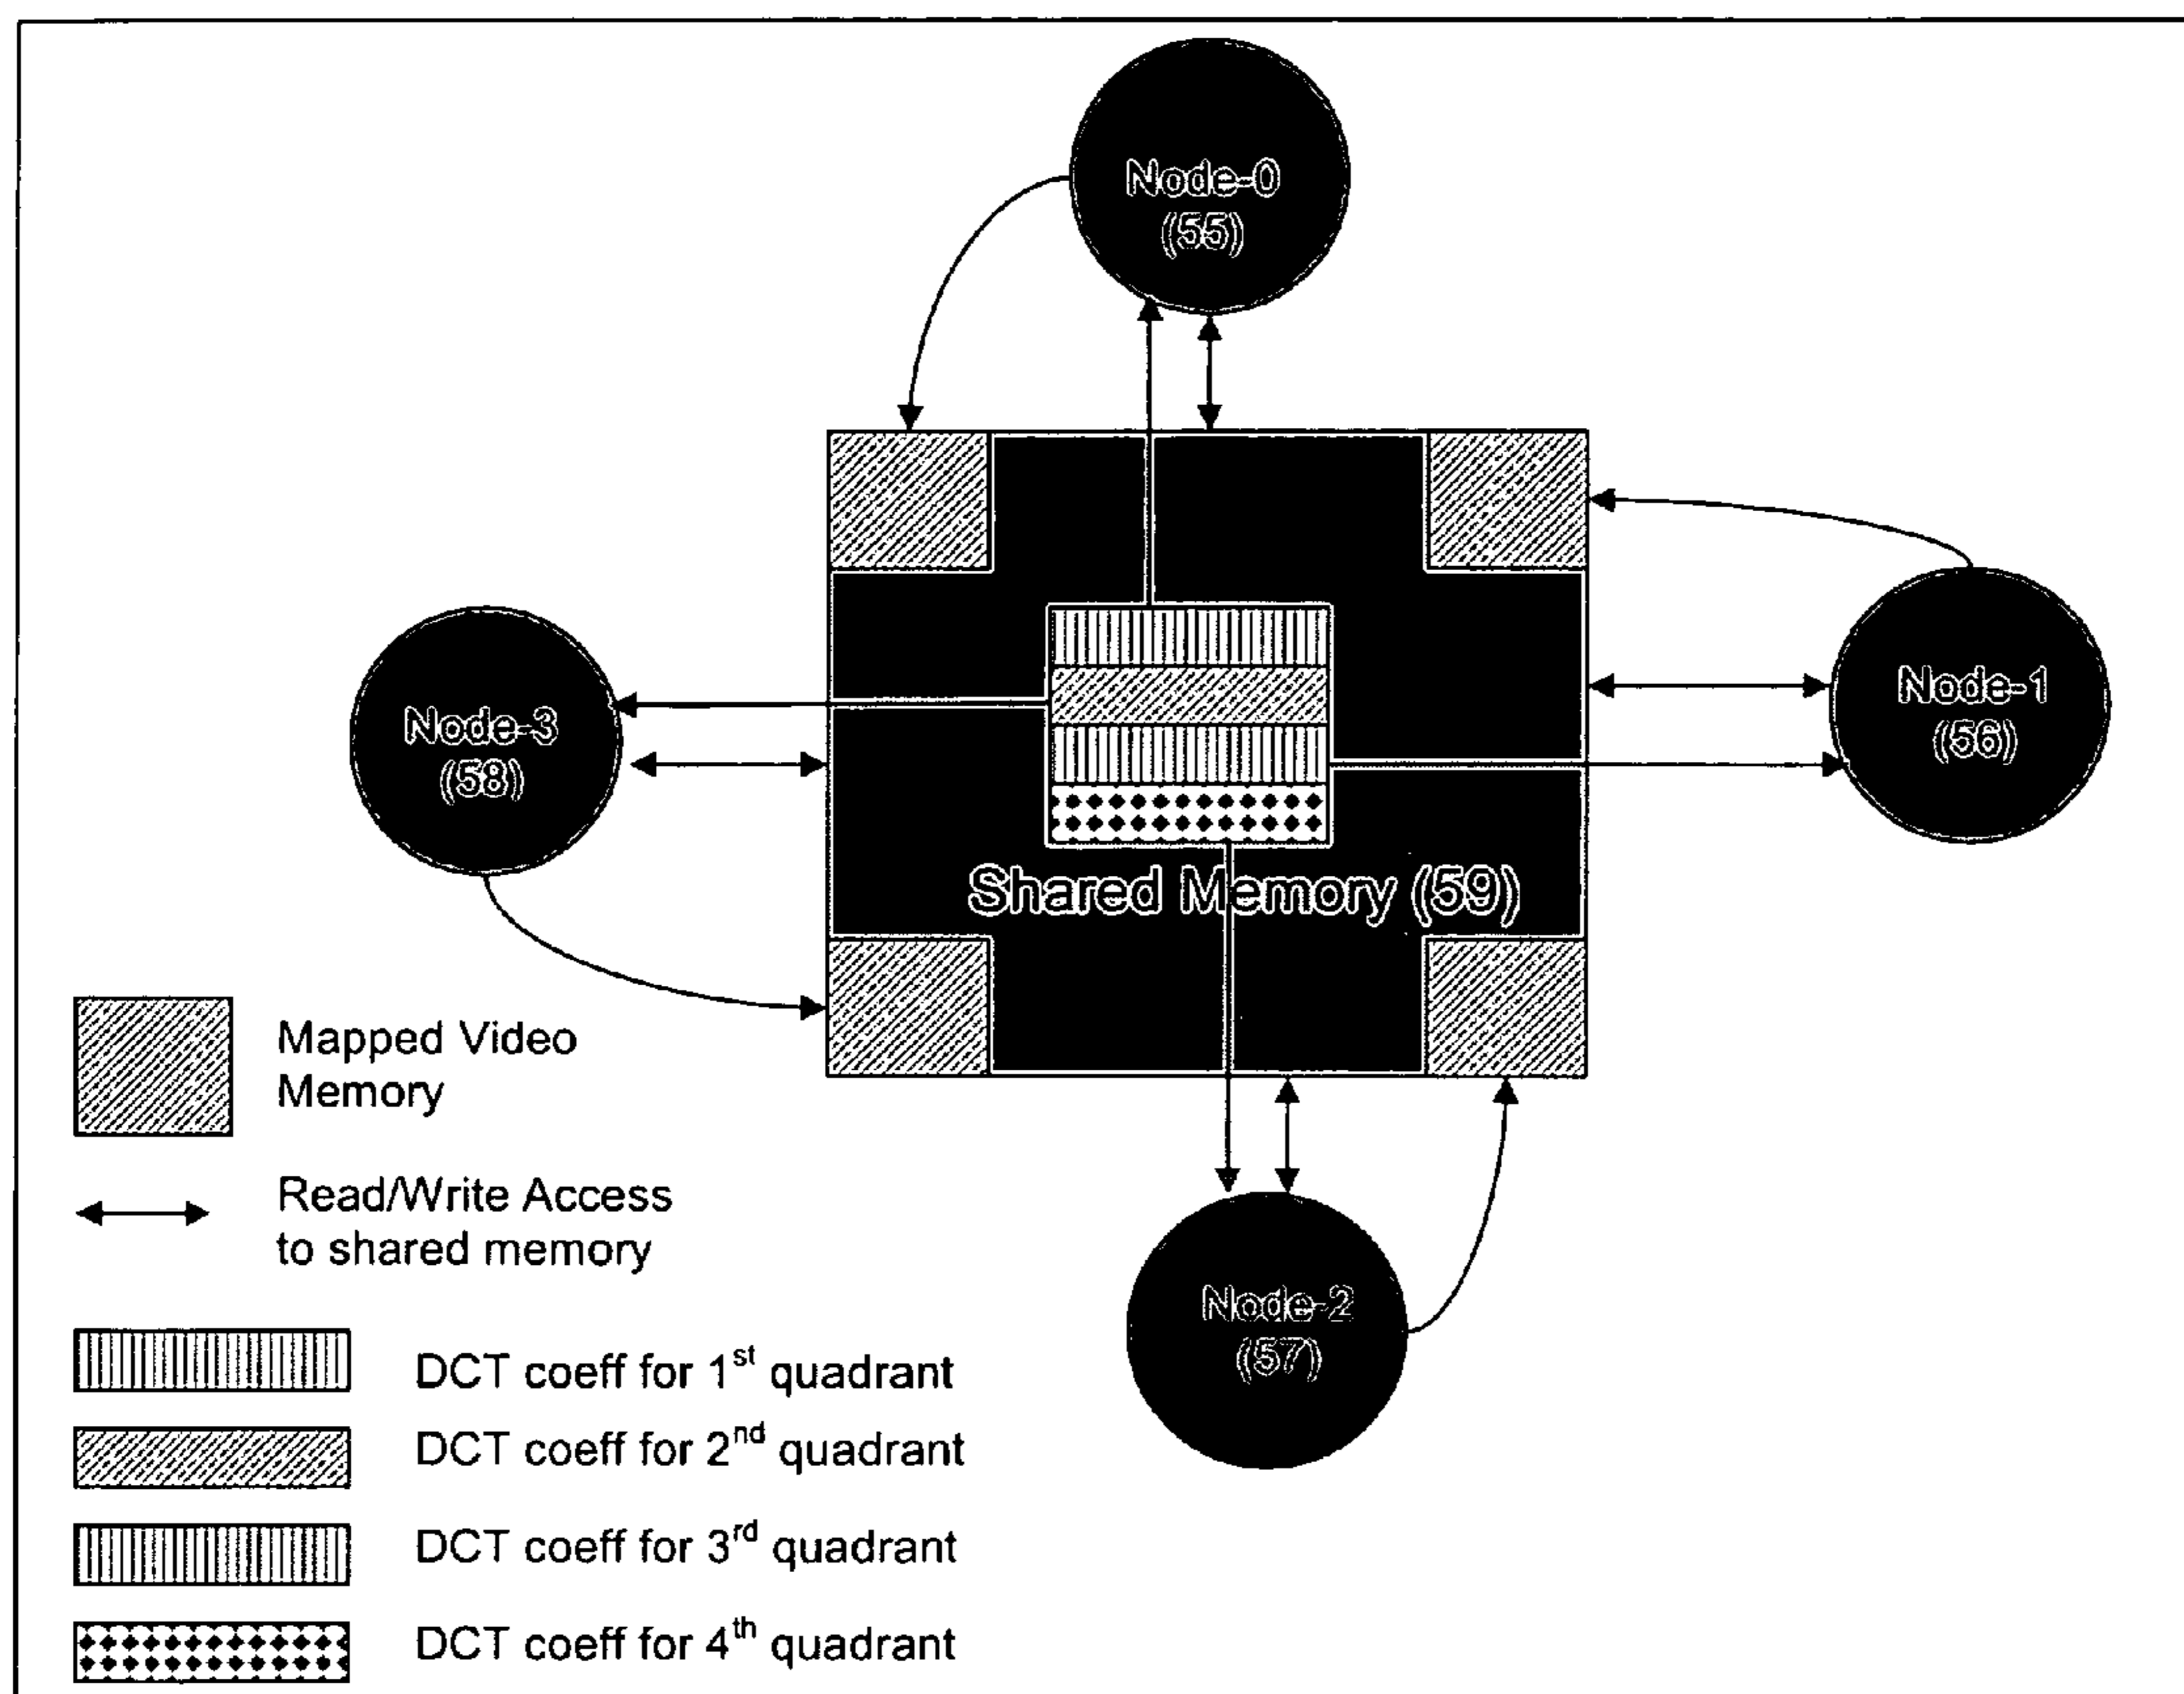 Node-0
(55)
Node-1
(56)
Node-3
(58)
Shared Memory (59)
Node-2
(57)
Mapped Video
Memory
Read/Write Access
to shared memory
DCT coeff for 1st quadrant
DCT coeff for 2nd quadrant
DCT coeff for 3rd quadrant
DCT coeff for 4th quadrant